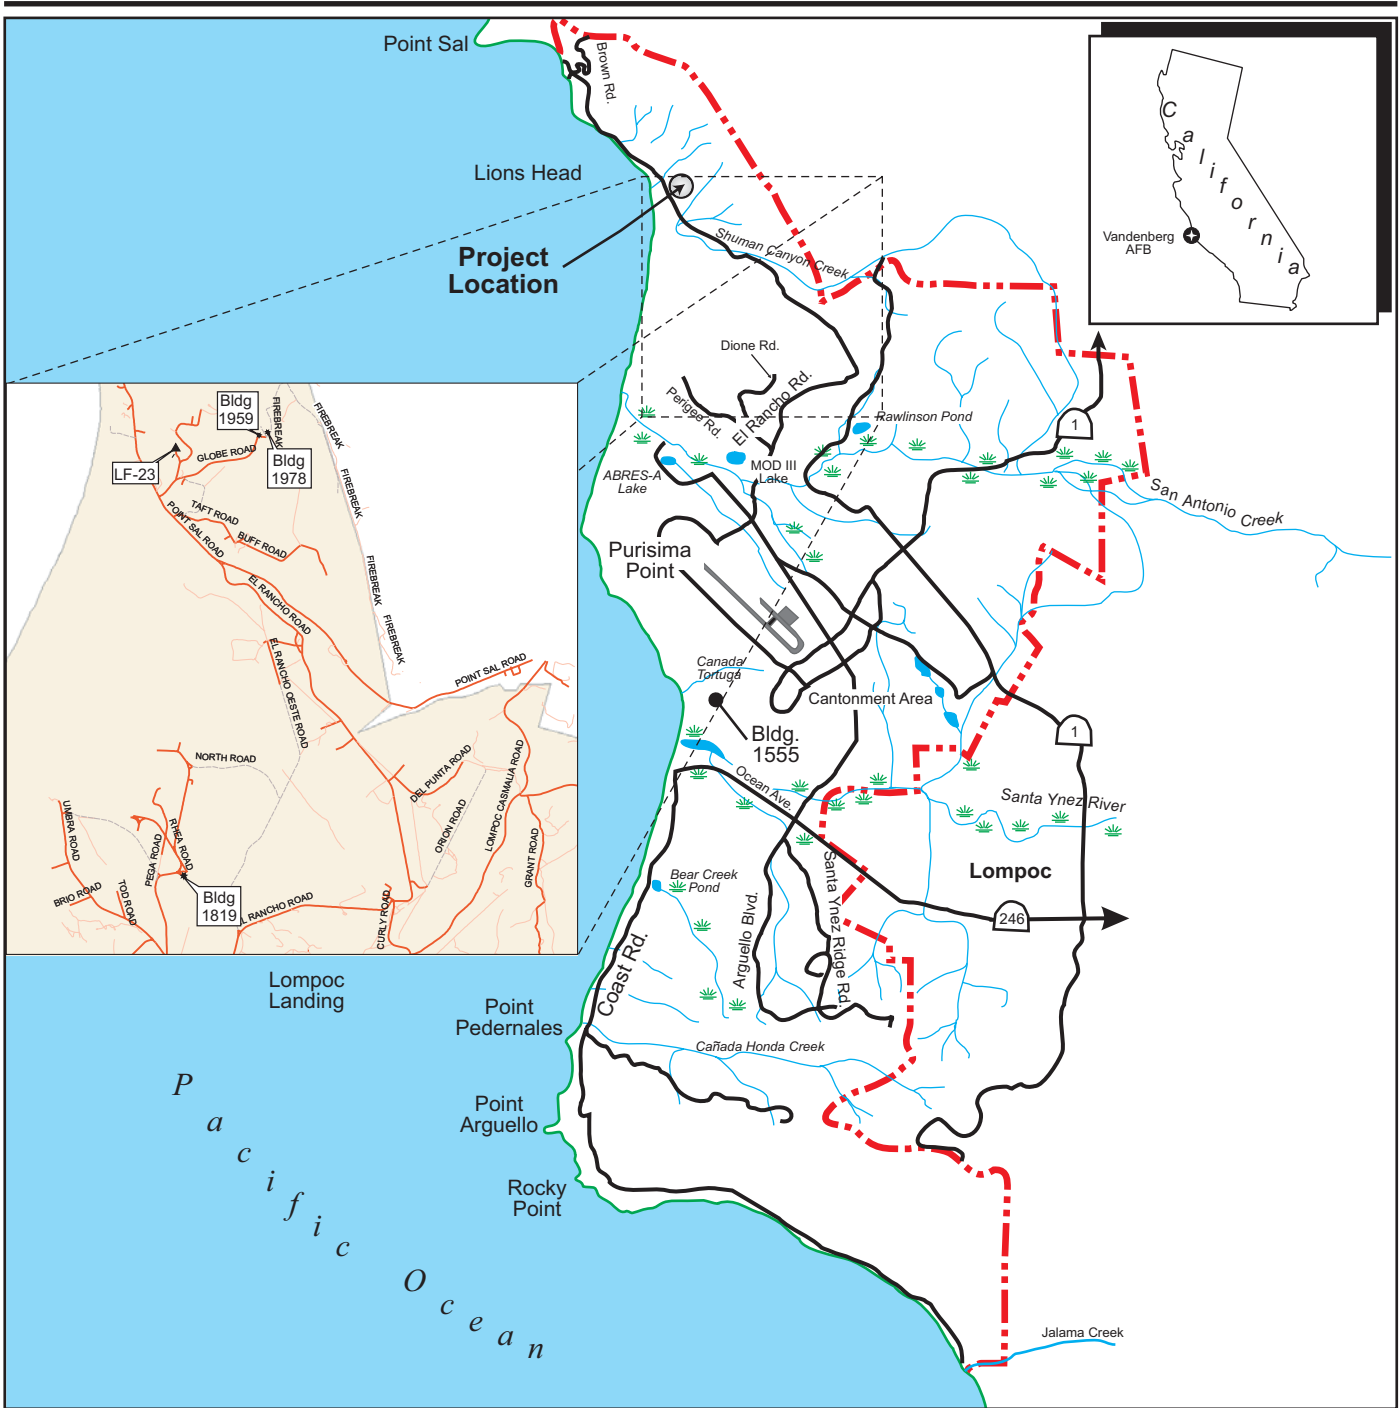 Point Sal
Brown Rd.
Lions Head
Project
Location
Shuman Canyon Creek
C a l i f o r n i a
Vandenberg
AFB
Dione Rd.
Perigee Rd.
El Rancho Rd.
Rawlinson Pond
1
MOD III
Lake
ABRES-A
Lake
San Antonio Creek
Purisima
Point
Canada
Tortuga
Cantonment Area
Bldg.
1555
1
Ocean Ave.
Santa Ynez River
Lompoc
246
Bear Creek
Pond
Arguello Blvd.
Santa Ynez Ridge Rd.
Coast Rd.
Lompoc
Landing
Point
Pedernales
Cañada Honda Creek
Point
Arguello
Rocky
Point
Pacific Ocean
Jalama Creek
Bldg
1959
FIREBREAK
FIREBREAK
LF-23
GLOBE ROAD
Bldg
1978
FIREBREAK
TAFT ROAD
POINT SAL ROAD
BUFF ROAD
FIREBREAK
EL RANCHO ROAD
FIREBREAK
EL RANCHO OESTE ROAD
POINT SAL ROAD
NORTH ROAD
DEL PUNTA ROAD
LOMPOC CASMALIA ROAD
ORION ROAD
GRANT ROAD
UMBRA ROAD
RHEA ROAD
PEGA ROAD
BRIO ROAD
TOD ROAD
Bldg
1819
L RANCHO ROAD
CURLY ROAD